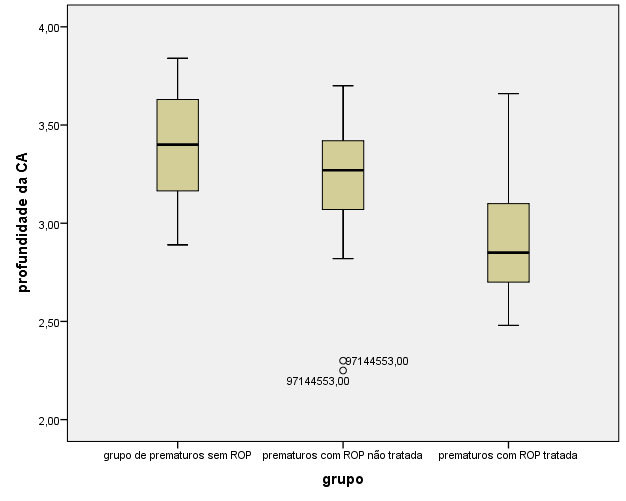 4,00
3,50
3,00
2,50
2,00
profundidade da CA
97144553,00
97144553,00
grupo de prematuros sem ROP
prematuros com ROP não tratada
prematuros com ROP tratada
grupo